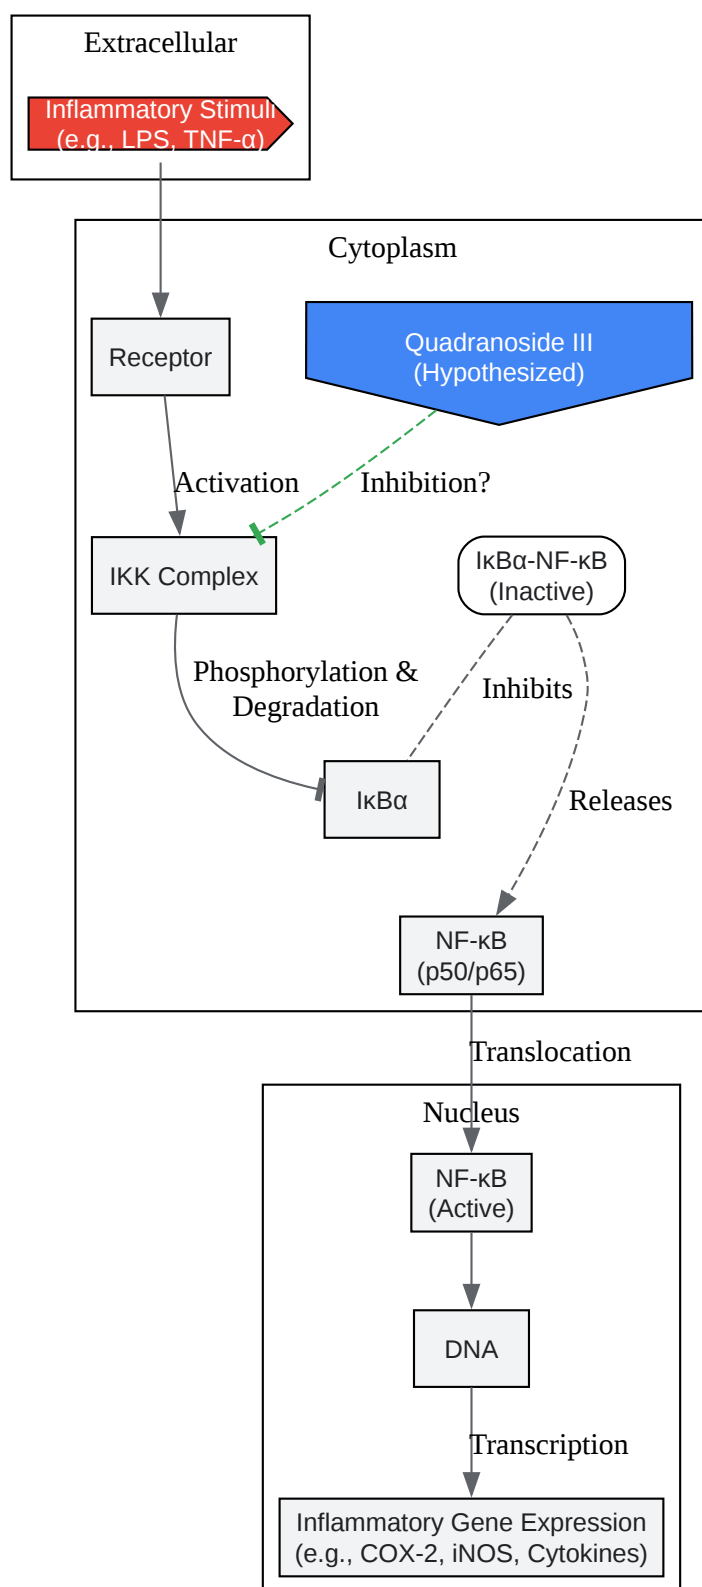 Extracellular
Inflammatory Stimuli
(e.g., LPS, TNF-α)
Cytoplasm
Receptor
Quadranoside III
(Hypothesized)
Activation
Inhibition?
IKK Complex
IκBα-NF-κB
(Inactive)
Phosphorylation &
Degradation
Inhibits
IκBα
Releases
NF-κB
(p50/p65)
Translocation
Nucleus
NF-κB
(Active)
DNA
Transcription
Inflammatory Gene Expression
(e.g., COX-2, iNOS, Cytokines)